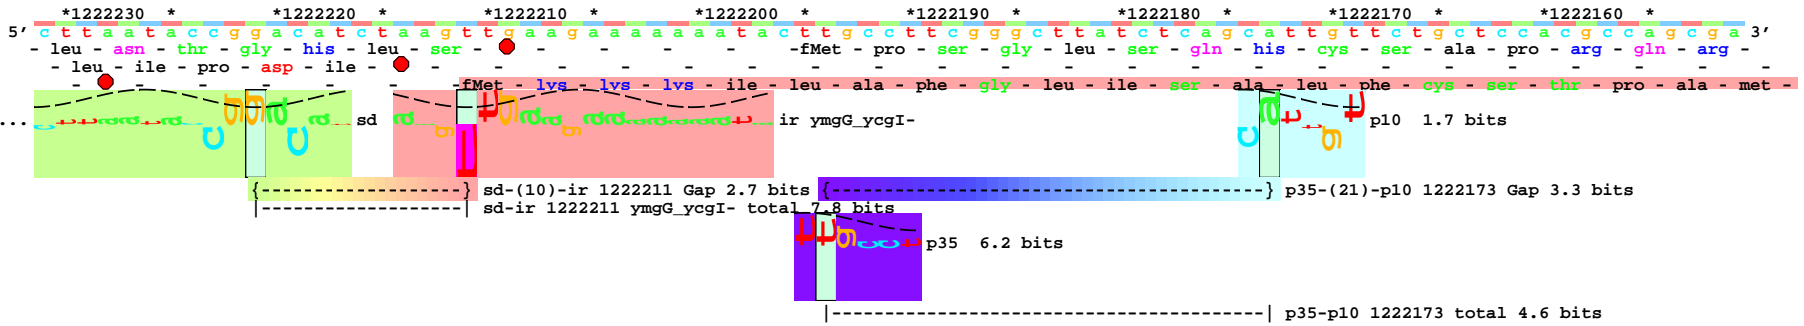 *1222230 * *1222220 * *1222210 * *1222200 * *1222190 * *1222180 * *1222170 * *1222160 *
5' c t t a a t a c c g g a c a t c t a a g t t g a a g a a a a a a a t a c t t g c c t t c g g g c t t a t c t c a g c a t t g t t c t g c t c c a c g c c a g c g a 3'
- leu - asn - thr - gly - his - leu - ser - - - - - -fMet - pro - ser - gly - leu - ser - gln - his - cys - ser - ala - pro - arg - gln - arg -
- leu - ile - pro - asp - ile - - - - - - - - - - - - - - - - - - -
- - - - - -fMet - lys - lys - lys - ile - leu - ala - phe - gly - leu - ile - ser - ala - leu - phe - cys - ser - thr - pro - ala - met -
... sd ir ymgG_ycgI- p10 1.7 bits
{--------------------} sd-(10)-ir 1222211 Gap 2.7 bits {------------------------------------------} p35-(21)-p10 1222173 Gap 3.3 bits
|--------------------| sd-ir 1222211 ymgG_ycgI- total 7.8 bits
p35 6.2 bits
|------------------------------------------| p35-p10 1222173 total 4.6 bits